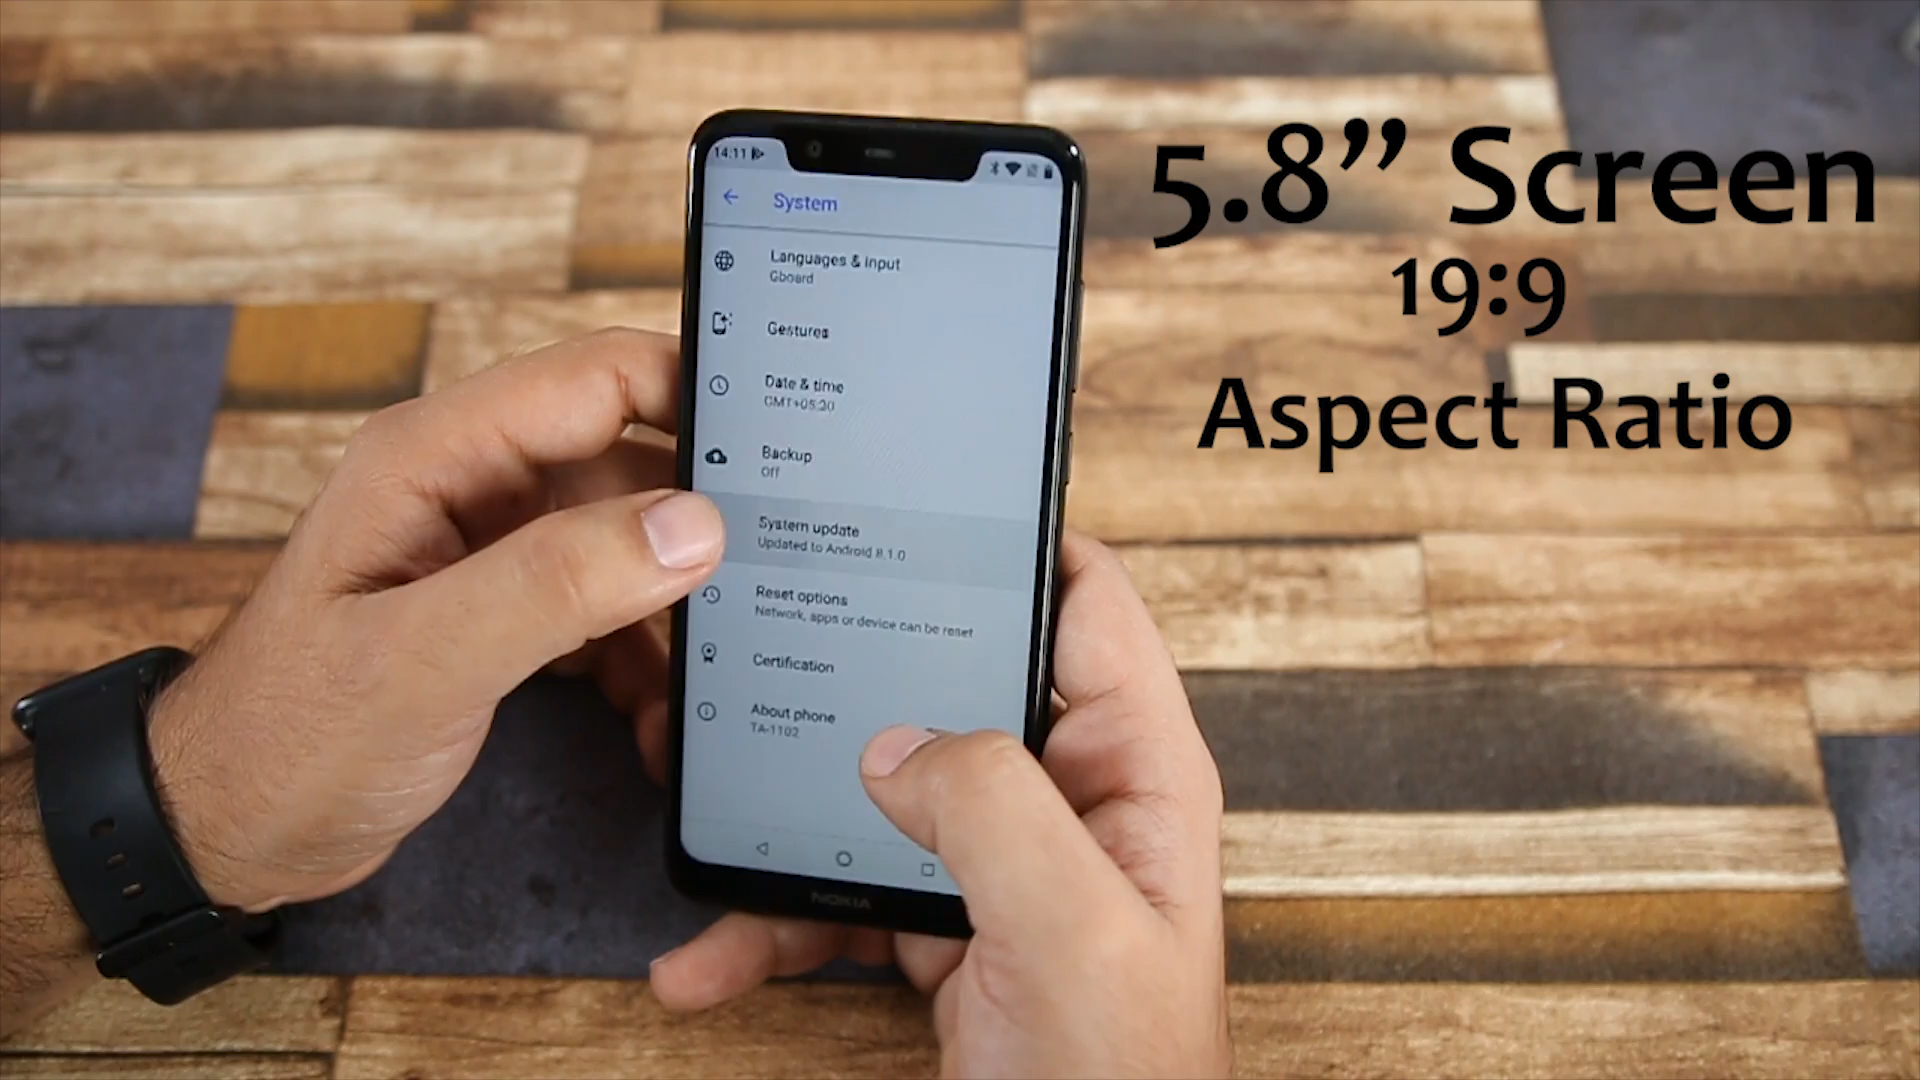 14:11
System
Languages & input
Gboard
Gestures
Date & time
GMT+05:30
Backup
Off
System update
Updated to Android 8.1.0
Reset options
Network, apps or device can be reset
Certification
About phone
TA-1102
NOKIA
5.8” Screen
19:9
Aspect Ratio